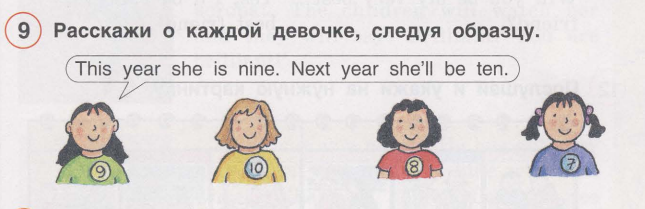 9 Расскажи о каждой девочке, следуя образцу.
This year she is nine. Next year she'll be ten.
9 10 8 7